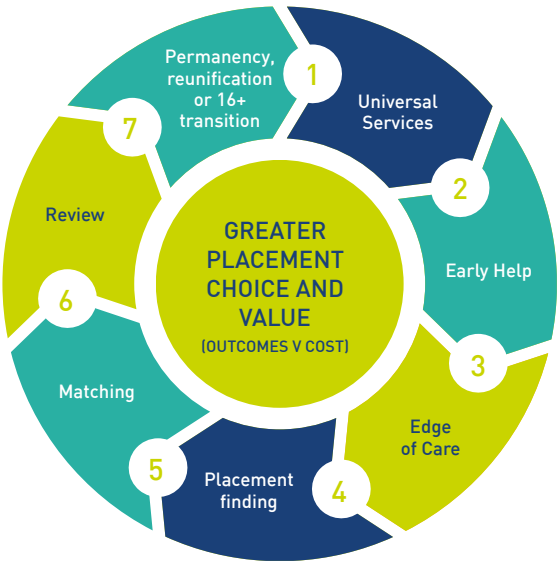 GREATER
PLACEMENT
CHOICE AND
VALUE
(OUTCOMES V COST)
1
Universal
Services
2
Early Help
3
Edge
of Care
4
Placement
finding
5
Matching
6
Review
7
Permanency,
reunification
or 16+
transition